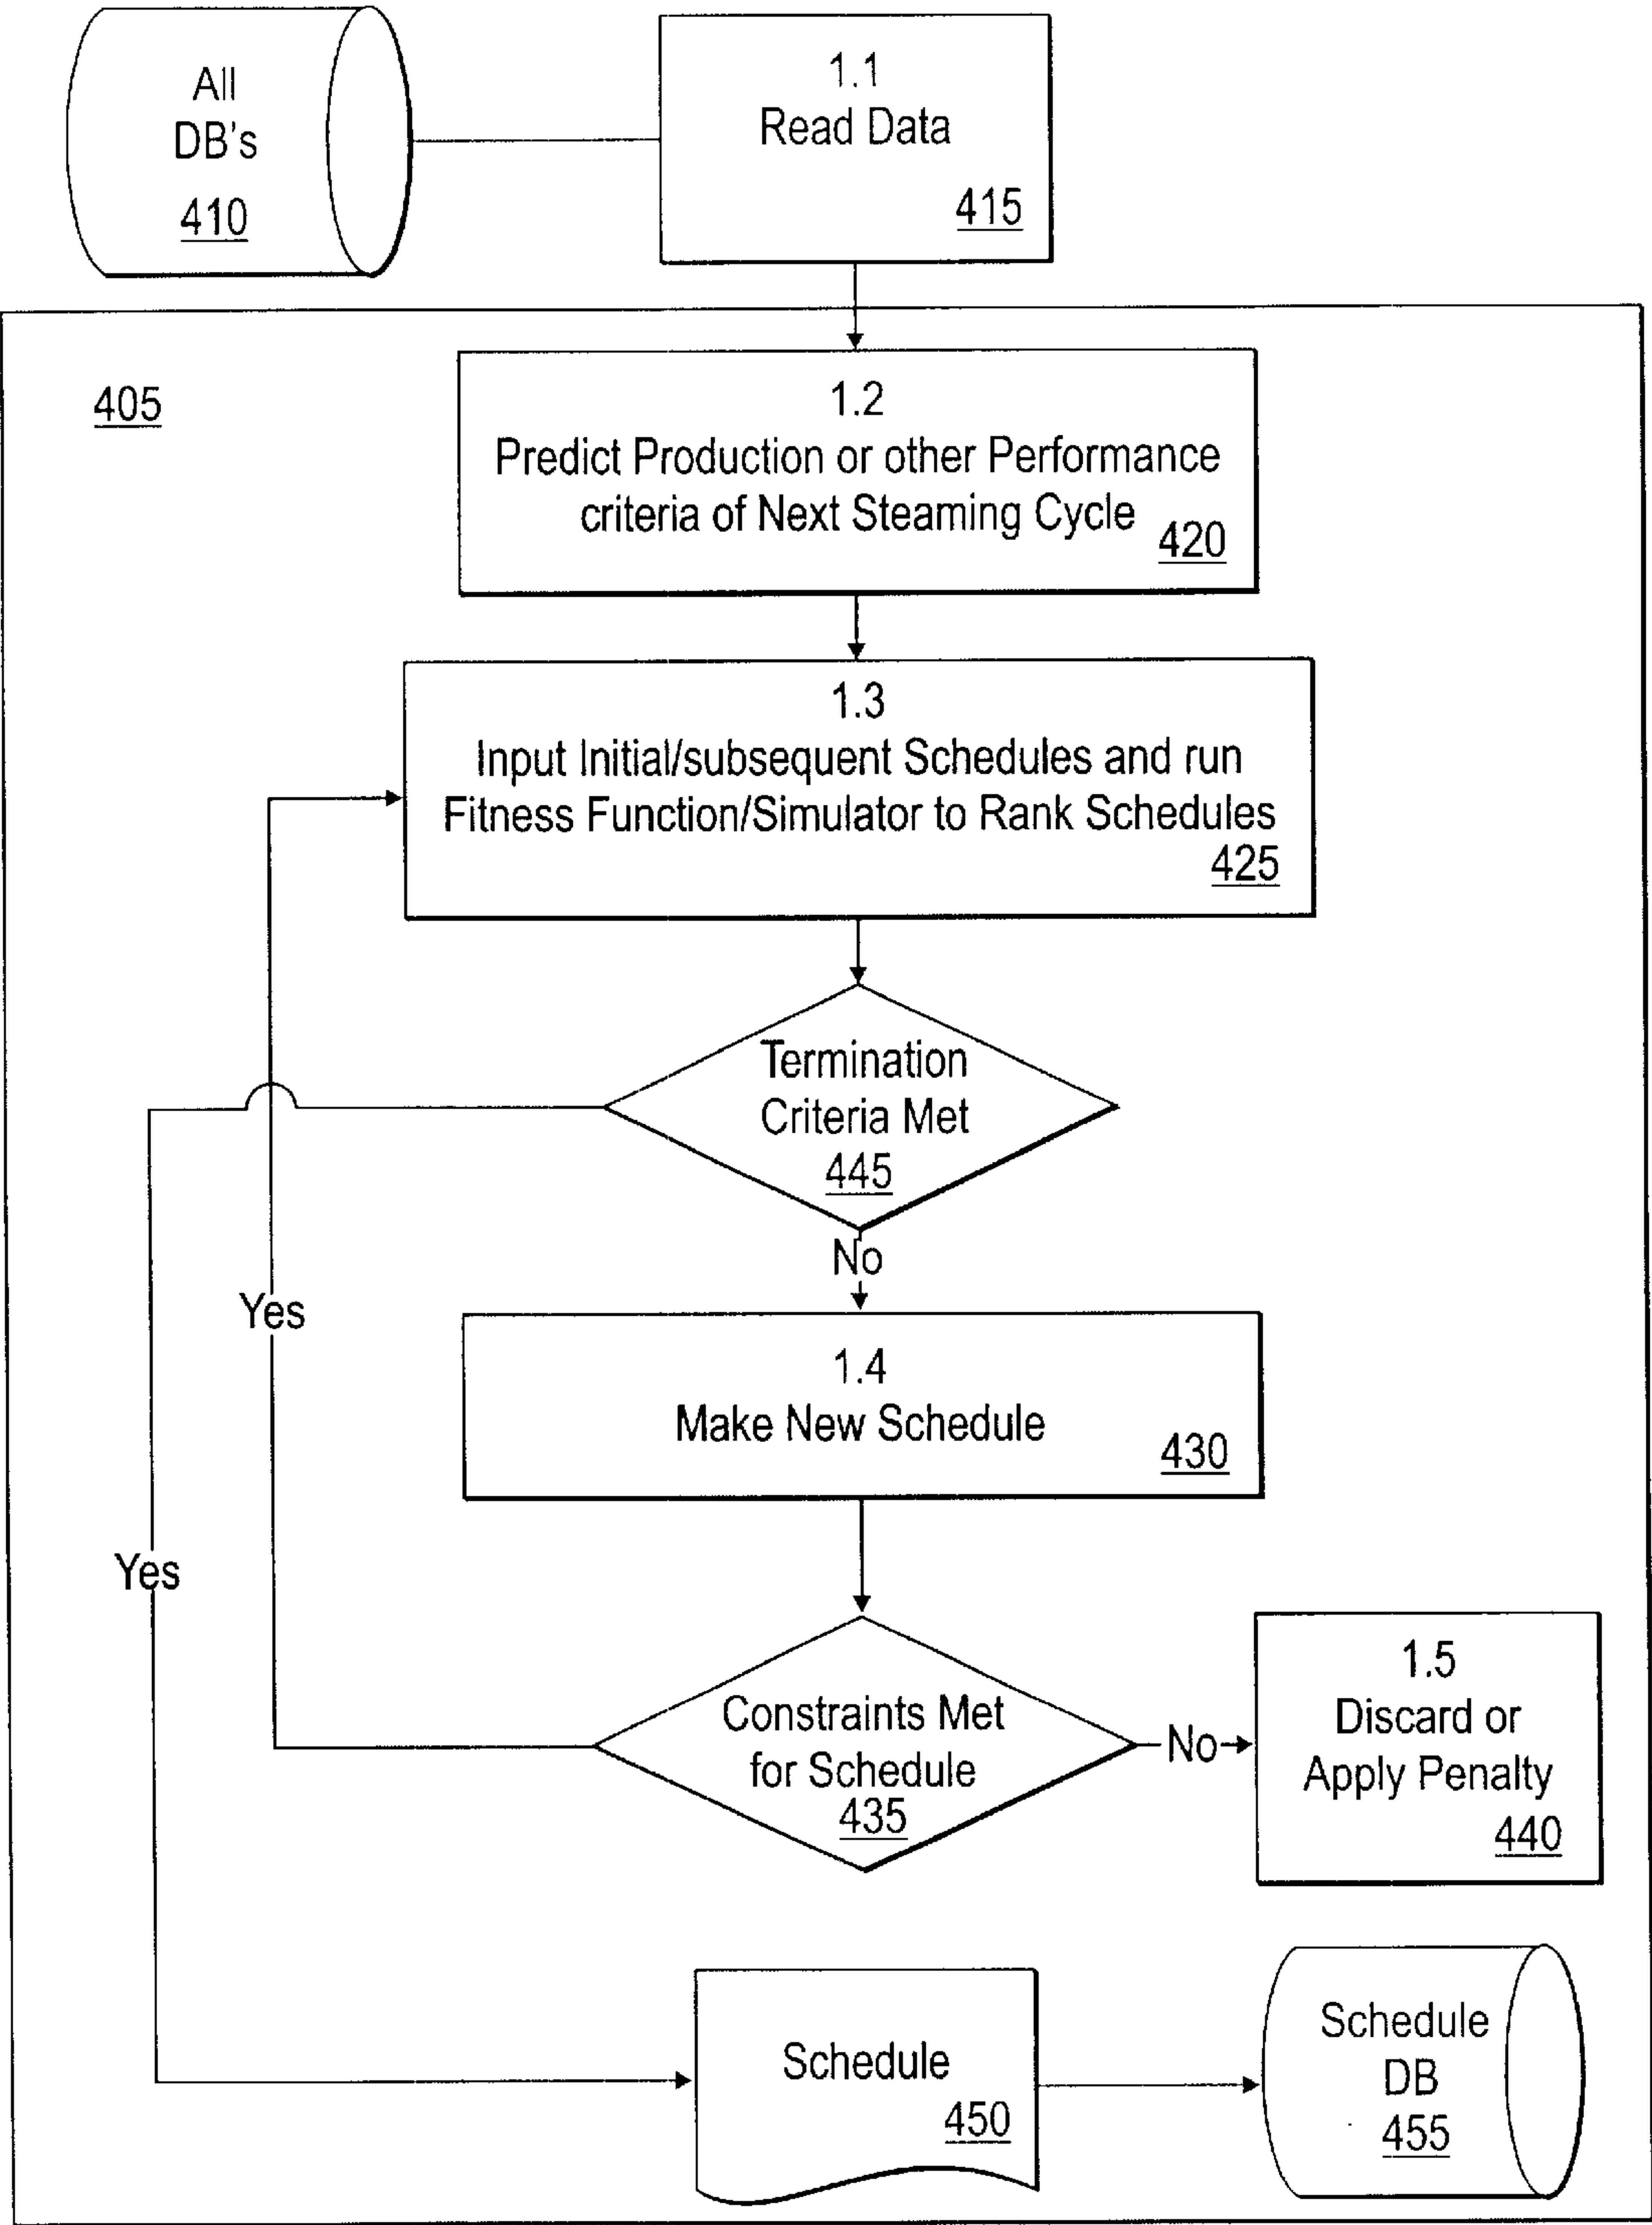 All
DB's
410
1.1
Read Data
415
405
1.2
Predict Production or other Performance
criteria of Next Steaming Cycle
420
1.3
Input Initial/subsequent Schedules and run
Fitness Function/Simulator to Rank Schedules
425
Termination
Criteria Met
445
No
Yes
1.4
Make New Schedule
430
Yes
Constraints Met
for Schedule
435
No
1.5
Discard or
Apply Penalty
440
Schedule
450
Schedule
DB
455